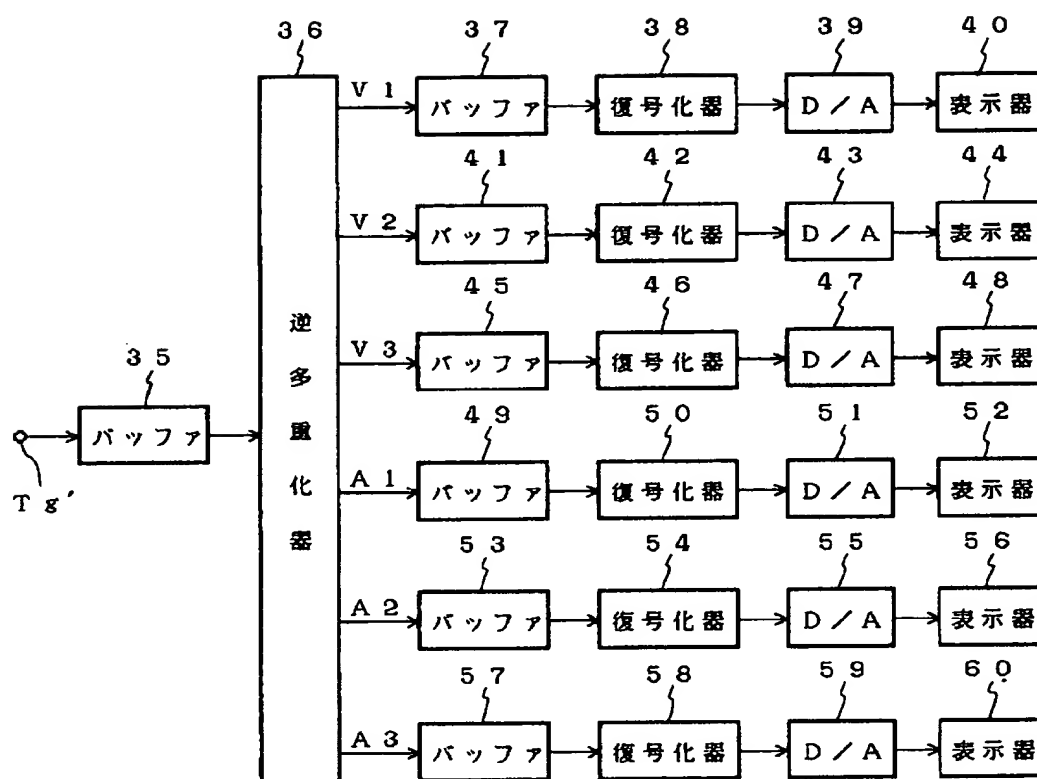 36 37 38 39 40
V1 バッファ 復号化器 D/A 表示器
41 42 43 44
V2 バッファ 復号化器 D/A 表示器
45 46 47 48
V3 バッファ 復号化器 D/A 表示器
逆多重化器
35
バッファ
Tg'
49 50 51 52
A1 バッファ 復号化器 D/A 表示器
53 54 55 56
A2 バッファ 復号化器 D/A 表示器
57 58 59 60
A3 バッファ 復号化器 D/A 表示器